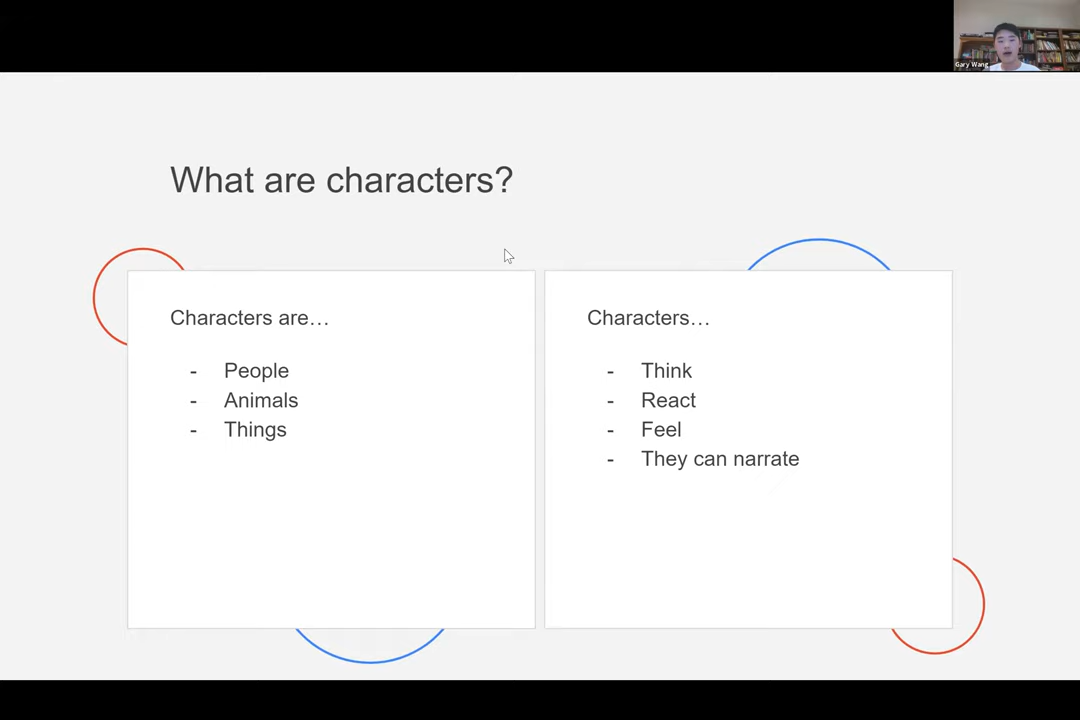 Gary Wang
What are characters?
Characters are…
- People
- Animals
- Things
Characters…
- Think
- React
- Feel
- They can narrate